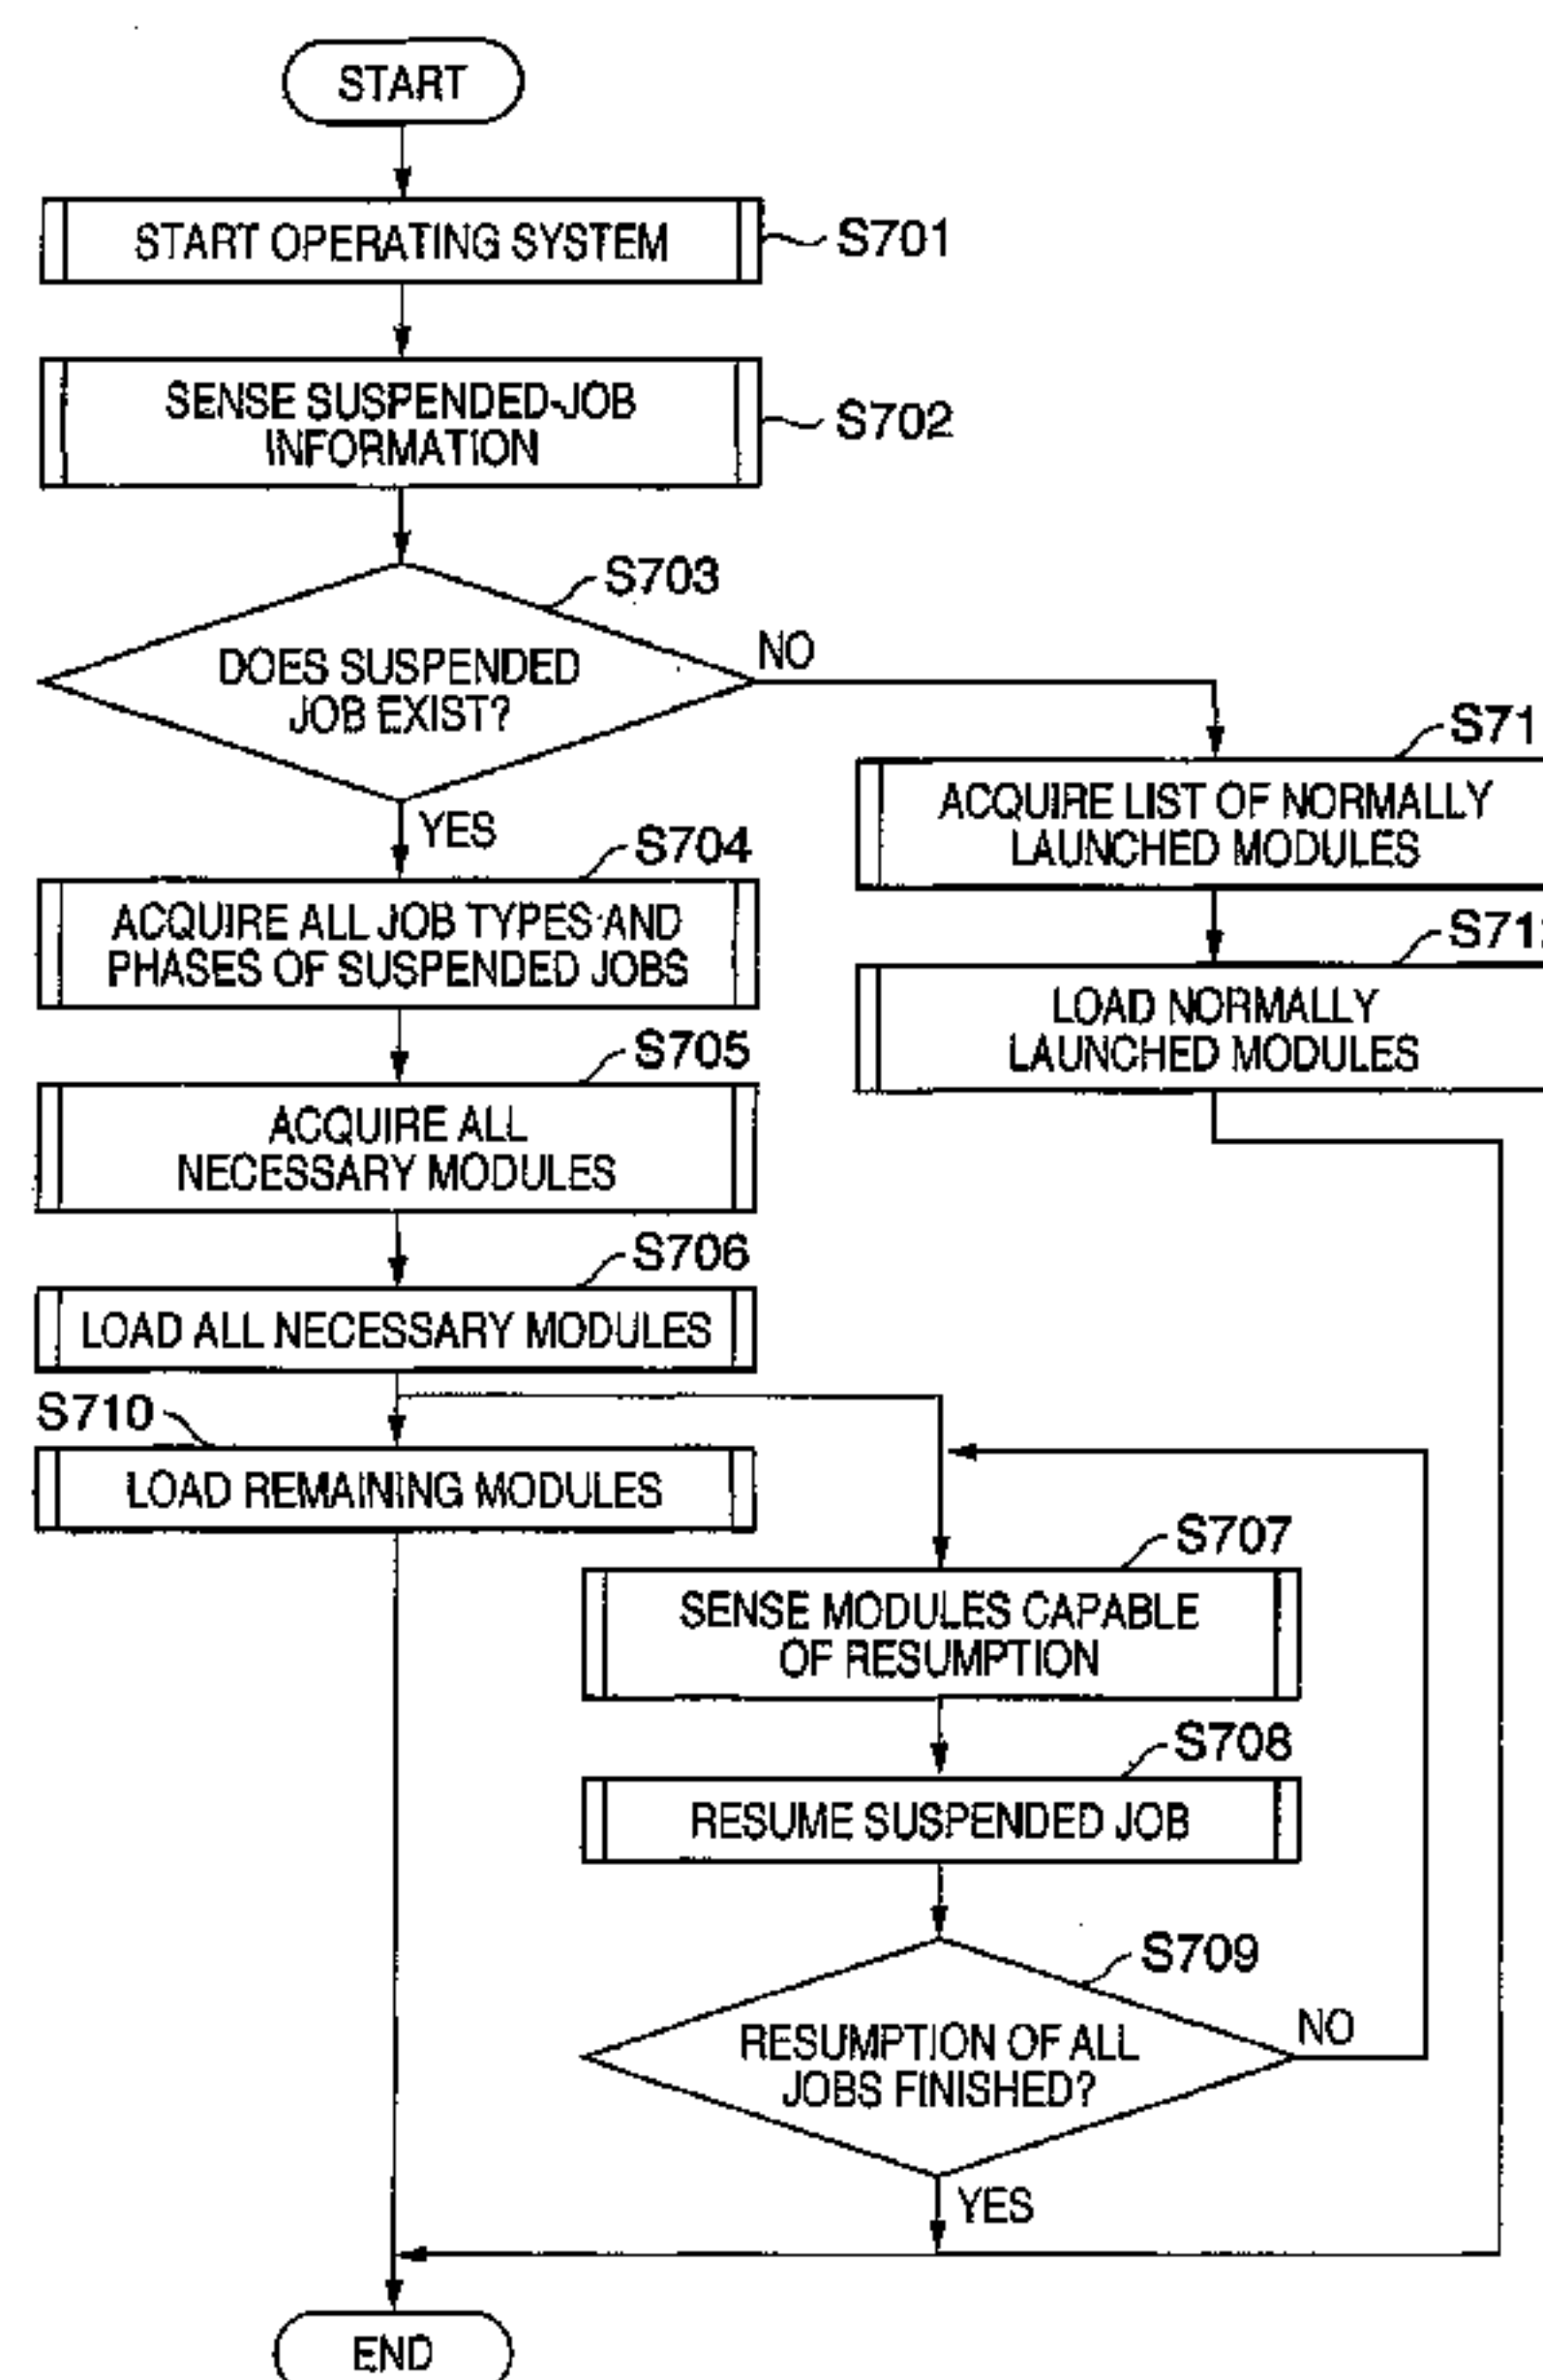 START
START OPERATING SYSTEM
S701
SENSE SUSPENDED-JOB
INFORMATION
S702
S703
DOES SUSPENDED
JOB EXIST?
NO
YES
S704
ACQUIRE ALL JOB TYPES AND
PHASES OF SUSPENDED JOBS
S71
ACQUIRE LIST OF NORMALLY
LAUNCHED MODULES
S705
ACQUIRE ALL
NECESSARY MODULES
S71
LOAD NORMALLY
LAUNCHED MODULES
S706
LOAD ALL NECESSARY MODULES
S710
LOAD REMAINING MODULES
S707
SENSE MODULES CAPABLE
OF RESUMPTION
S708
RESUME SUSPENDED JOB
S709
RESUMPTION OF ALL
JOBS FINISHED?
NO
YES
END